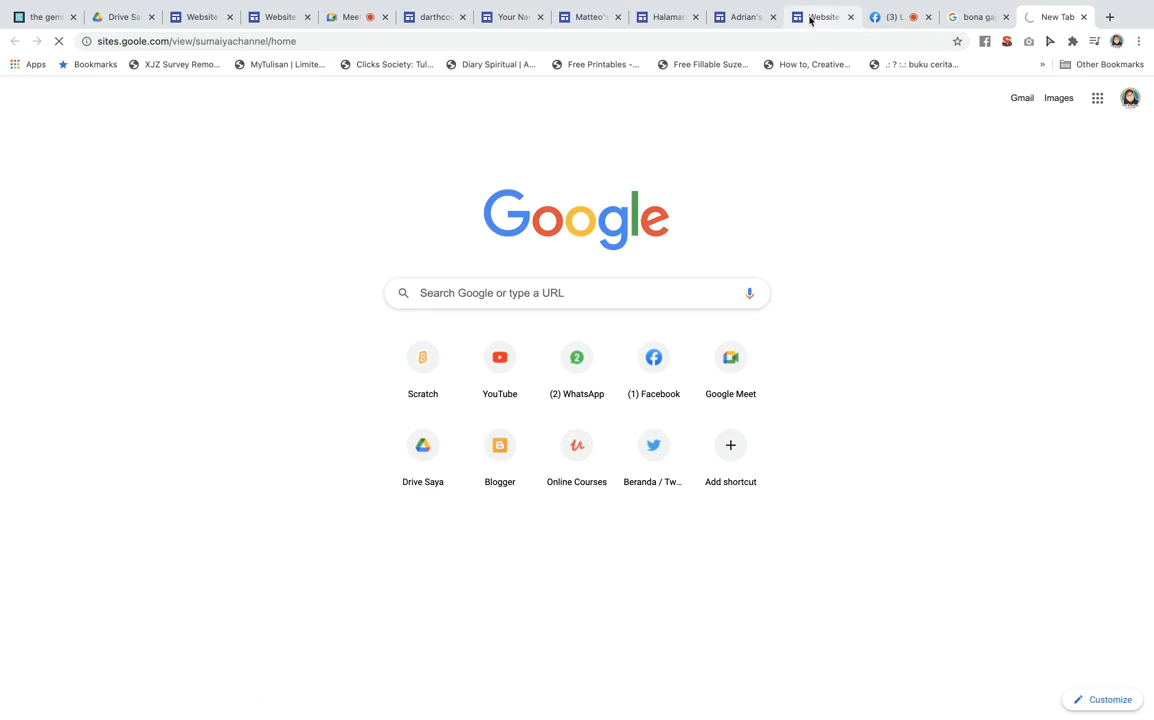 the gem Drive Sa Website Website Meet darthcoo Your Na Matteo's Halaman Adrian's Website (3) L bona ga New Tab
sites.goole.com/view/sumaiyachannel/home
Apps Bookmarks XJZ Survey Remo... MyTulisan | Limite... Clicks Society: Tul... Diary Spiritual | A... Free Printables -... Free Fillable Suze... How to, Creative... .: ? :.: buku cerita... » Other Bookmarks
Gmail Images
Google
Search Google or type a URL
Scratch YouTube (2) WhatsApp (1) Facebook Google Meet
Drive Saya Blogger Online Courses Beranda / Tw... Add shortcut
Customize